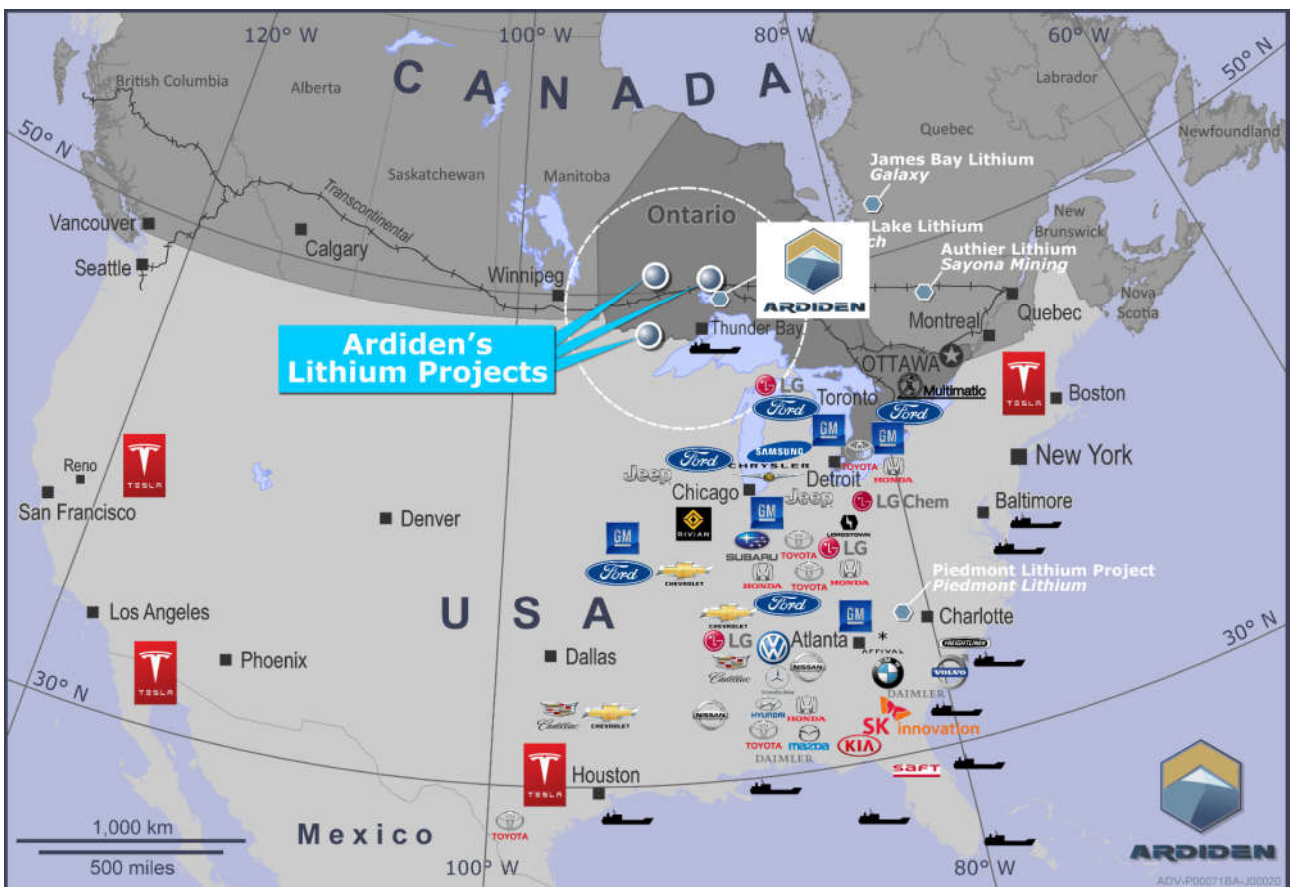 120° W
100° W
80° W
60° W
CANADA
British Columbia
Alberta
Labrador
50° N
50° N
Quebec
Newfoundland
James Bay Lithium
Galaxy
Saskatchewan
Manitoba
Transcontinental
Ontario
New
Brunswick
Lake Lithium
ch
Vancouver
Calgary
Authier Lithium
Sayona Mining
Seattle
Winnipeg
ARDIDEN
Nova
Scotia
Quebec
Montreal
Thunder Bay
Ardiden's
Lithium Projects
OTTAWA
TESLA
LG
Multimatic
Boston
Ford
Toronto
Ford
GM
GM
TESLA
Reno
Ford
SAMSUNG
CHRYSLER
TOYOTA
HONDA
New York
Jeep
Detroit
San Francisco
Chicago
Jeep
LG Chem
Baltimore
Denver
GM
RIVIAN
GM
LORDSTOWN
SUBARU
TOYOTA
LG
Ford
CHEVROLET
HONDA
TOYOTA
HONDA
Piedmont Lithium Project
Piedmont Lithium
Los Angeles
USA
Ford
CHEVROLET
GM
Charlotte
30° N
TESLA
Phoenix
Dallas
LG
Atlanta
ARRIVAL
FREIGHTLINER
Cadillac
NISSAN
BMW
VOLVO
30° N
Mercedes-Benz
DAIMLER
Cadillac
CHEVROLET
NISSAN
HYUNDAI
HONDA
SK innovation
TOYOTA
mazda
KIA
DAIMLER
SAFT
TESLA
Houston
Mexico
TOYOTA
1,000 km
500 miles
100° W
80° W
ARDIDEN
ADV-P00071BA-J00020